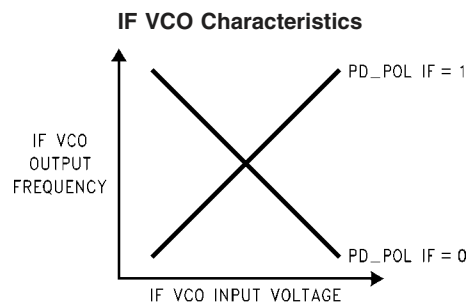 IF VCO Characteristics
PD_POL IF = 1
IF VCO
OUTPUT
FREQUENCY
PD_POL IF = 0
IF VCO INPUT VOLTAGE